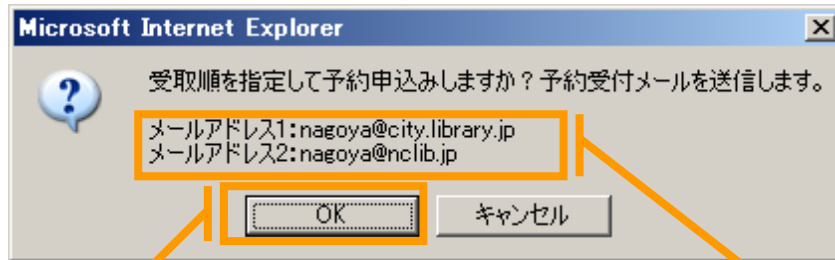 Microsoft Internet Explorer
受取順を指定して予約申込みしますか？予約受付メールを送信します。
メールアドレス1：nagoya@city.library.jp
メールアドレス2：nagoya@nclib.jp
OK
キャンセル